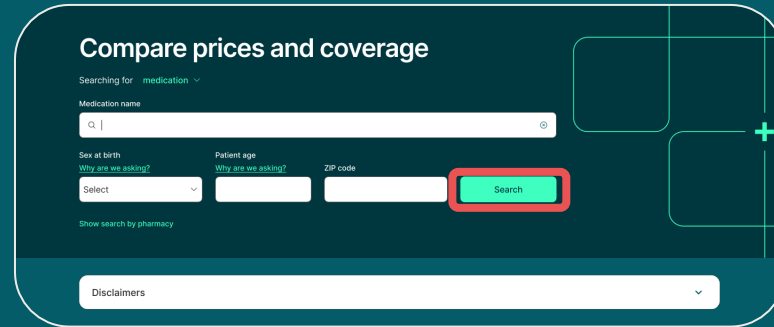 Compare prices and coverage
Searching for medication
Medication name
Sex at birth
Why are we asking?
Patient age
Why are we asking?
ZIP code
Select
Search
Show search by pharmacy
Disclaimers